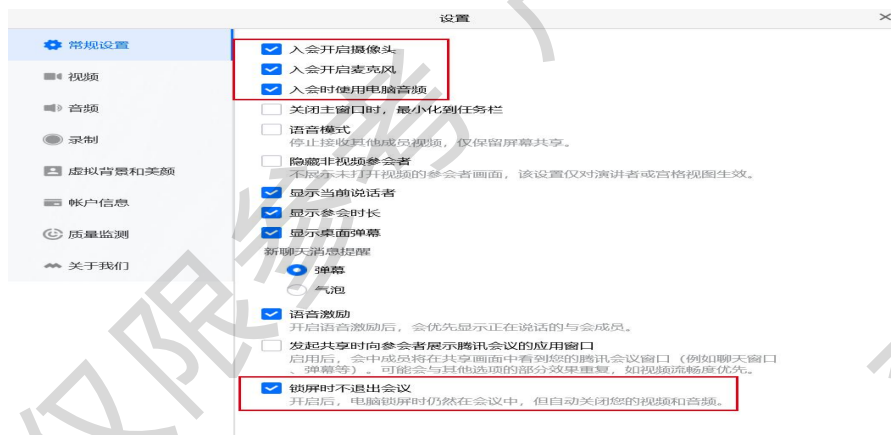 设置
常规设置
视频
音频
录制
虚拟背景和美颜
帐户信息
质量监测
关于我们
入会开启摄像头
入会开启麦克风
入会时使用电脑音频
关闭主窗口时，最小化到任务栏
语音模式
停止接收其他成员视频，仅保留屏幕共享。
隐藏非视频参会者
不展示未打开视频的参会者画面，该设置仅对演讲者或宫格视图生效。
显示当前说话者
显示参会时长
显示桌面弹幕
新聊天消息提醒
弹幕
气泡
语音激励
开启语音激励后，会优先显示正在说话的与会成员。
发起共享时向参会者展示腾讯会议的应用窗口
启用后，会中成员将在共享画面中看到您的腾讯会议窗口（例如聊天窗口
、弹幕等）。可能会与其他选项的部分效果重复，如视频流畅度优先。
锁屏时不退出会议
开启后，电脑锁屏时仍然在会议中，但自动关闭您的视频和音频。
仅限参考